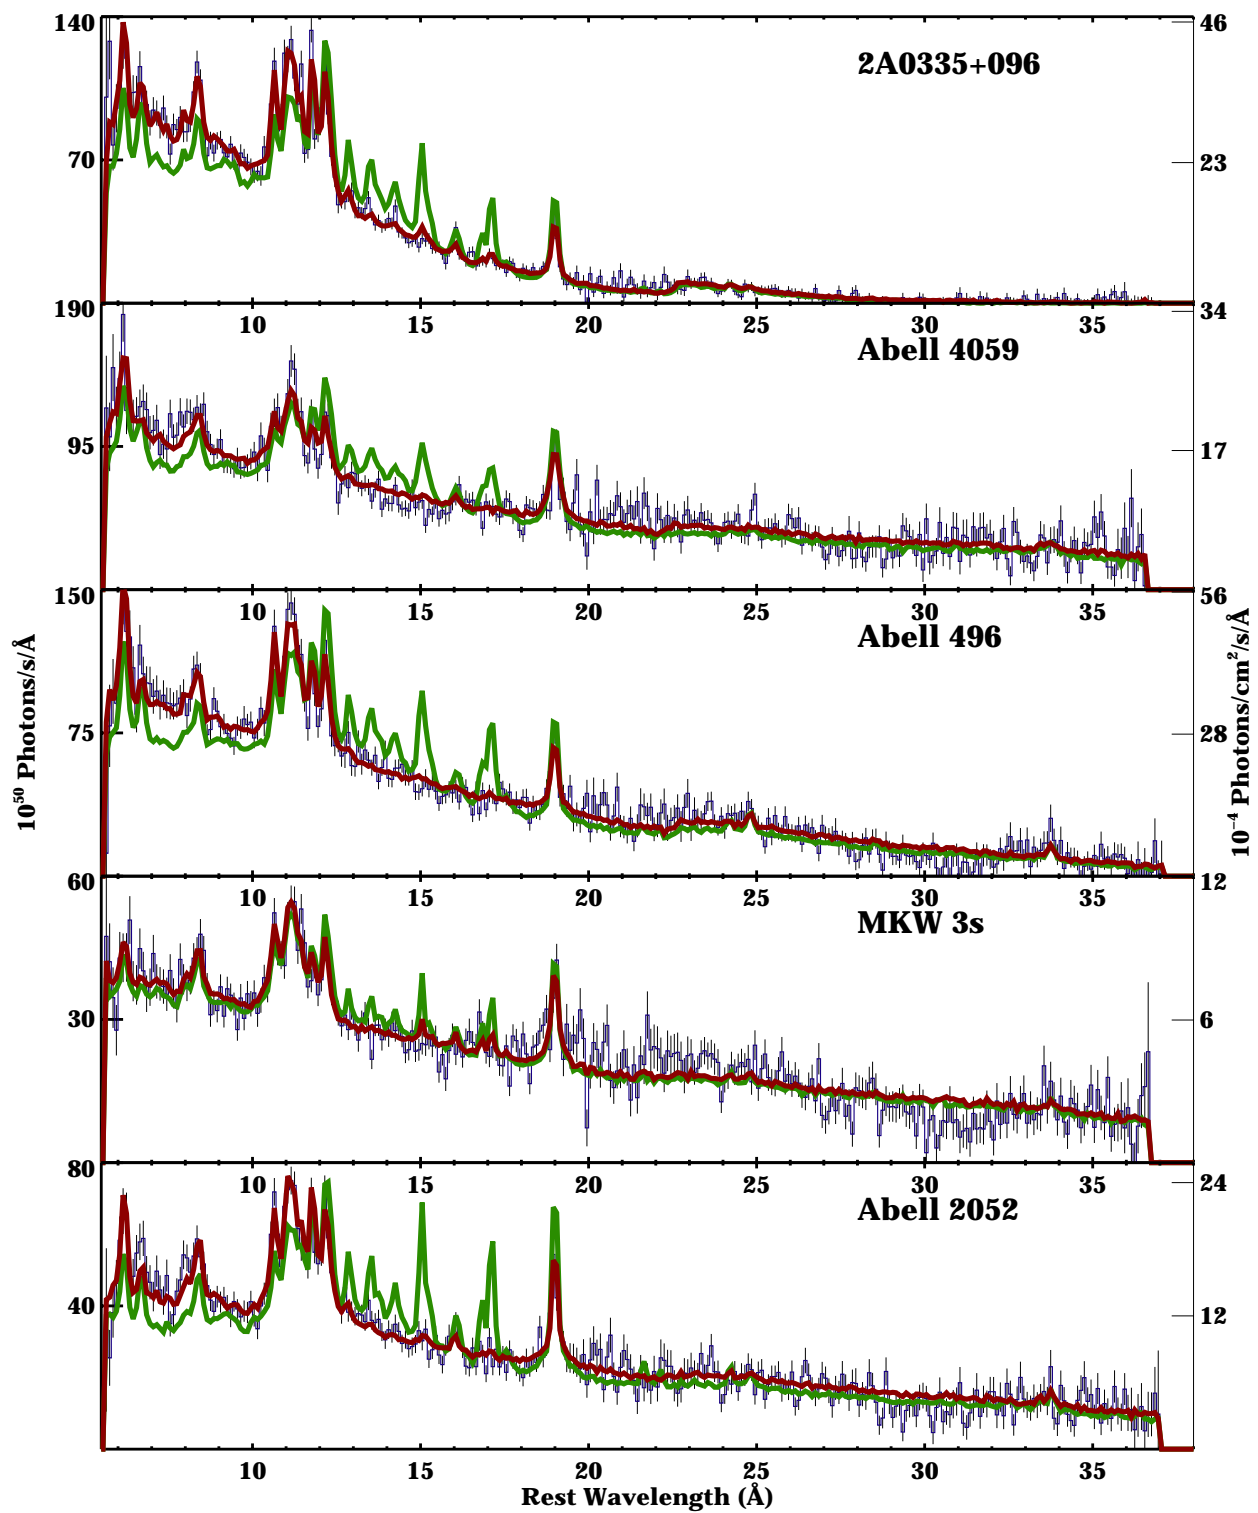 140
46
2A0335+096
70
23
10 15 20 25 30 35
190
34
Abell 4059
95
17
10 15 20 25 30 35
150
56
Abell 496
75
28
10 15 20 25 30 35
60
12
MKW 3s
30
6
10 15 20 25 30 35
80
24
Abell 2052
40
12
10 15 20 25 30 35
Rest Wavelength (Å)
10⁵⁰ Photons/s/Å
10⁻⁴ Photons/cm²/s/Å